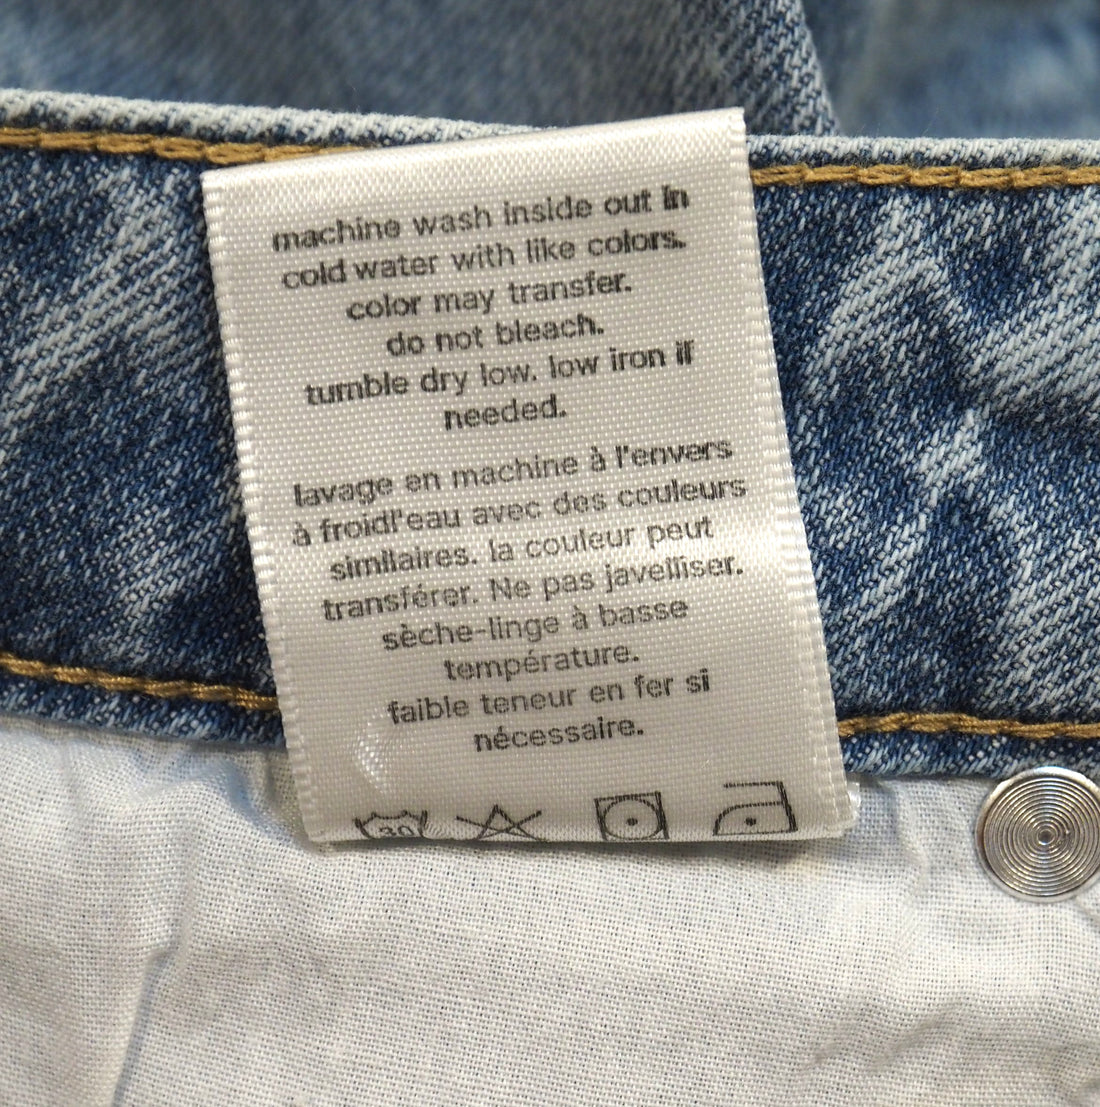 machine wash inside out in
cold water with like colors.
color may transfer.
do not bleach.
tumble dry low. low iron if
needed.
lavage en machine à l'envers
à froidl'eau avec des couleurs
similaires. la couleur peut
transférer. Ne pas javelliser.
sèche-linge à basse
température.
faible teneur en fer si
nécessaire.
30